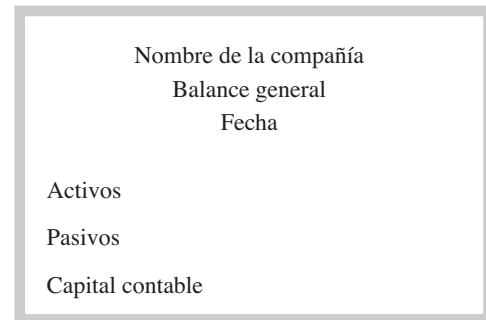 Nombre de la compañía
Balance general
Fecha
Activos
Pasivos
Capital contable